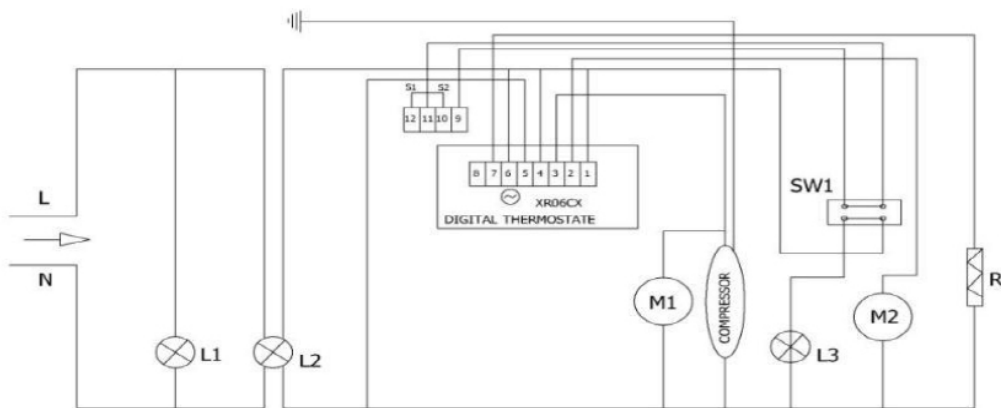 S1 S2
12 11 10 9
8 7 6 5 4 3 2 1
XR06CX
DIGITAL THERMOSTATE
SW1
L
N
R
M1
COMPRESSOR
M2
L1
L2
L3